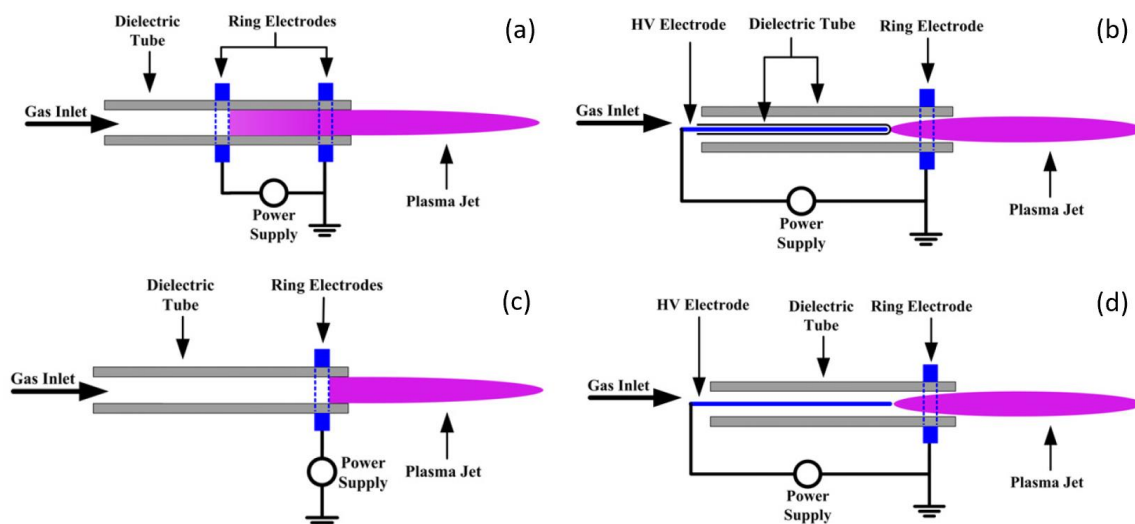 Dielectric
Tube
Ring Electrodes
(a)
Gas Inlet
Power
Supply
Plasma Jet
HV Electrode
Dielectric Tube
Ring
Electrode
(b)
Gas Inlet
Power
Supply
Plasma Jet
Dielectric
Tube
Ring Electrodes
(c)
Gas Inlet
Power
Supply
Plasma Jet
HV Electrode
Dielectric
Tube
Ring Electrode
(d)
Gas Inlet
Power
Supply
Plasma Jet